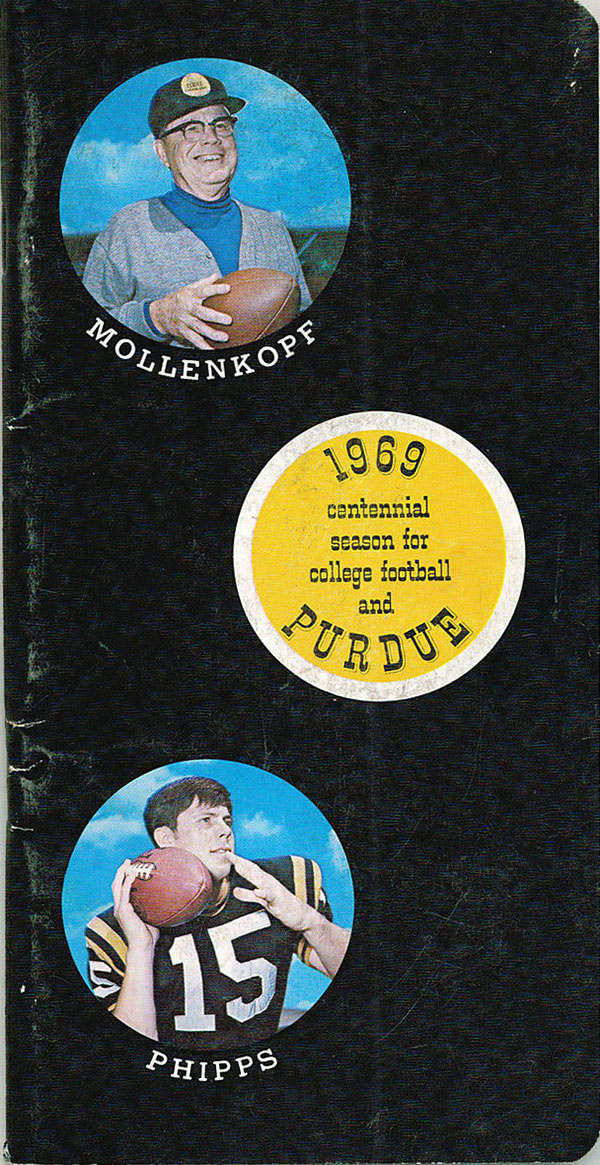 MOLLENKOPF
1969
centennial
season for
college football
and
PURDUE
15
PHIPPS